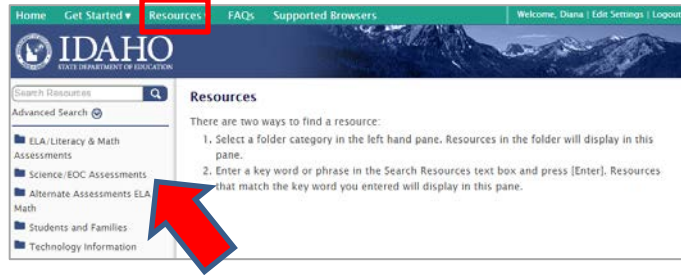 Home Get Started ▾ Resources FAQs Supported Browsers Welcome, Diana | Edit Settings | Logout
IDAHO
STATE DEPARTMENT OF EDUCATION
Search Resources
Advanced Search
ELA/Literacy & Math
Assessments
Science/EOC Assessments
Alternate Assessments ELA
Math
Students and Families
Technology Information
Resources
There are two ways to find a resource:
1. Select a folder category in the left hand pane. Resources in the folder will display in this
pane.
2. Enter a key word or phrase in the Search Resources text box and press [Enter]. Resources
that match the key word you entered will display in this pane.